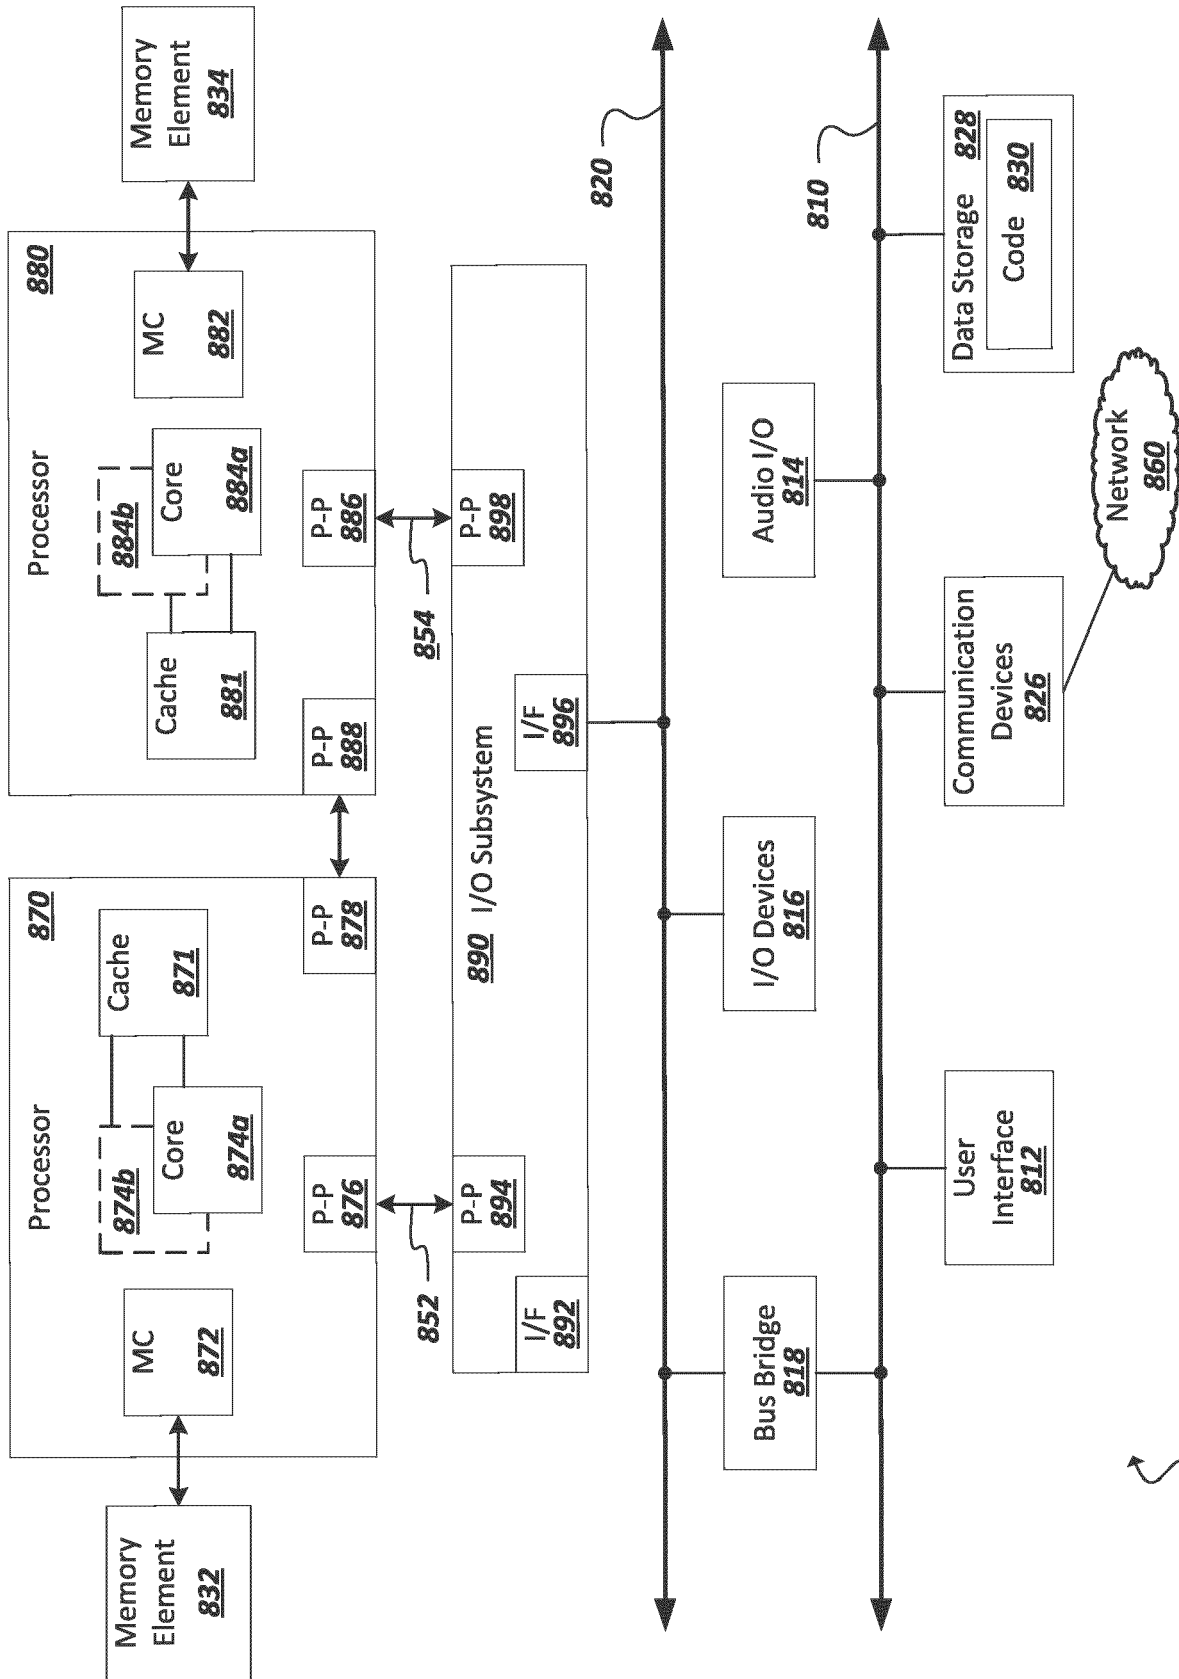 Memory
Element
832
870
Processor
MC
872
874b
Core
874a
Cache
871
P-P
876
P-P
878
880
Processor
Cache
881
884b
Core
884a
MC
882
P-P
888
P-P
886
Memory
Element
834
852
854
890 I/O Subsystem
I/F
892
P-P
894
I/F
896
P-P
898
820
Bus Bridge
818
I/O Devices
816
Audio I/O
814
810
User
Interface
812
Communication
Devices
826
Data Storage
828
Code
830
Network
860